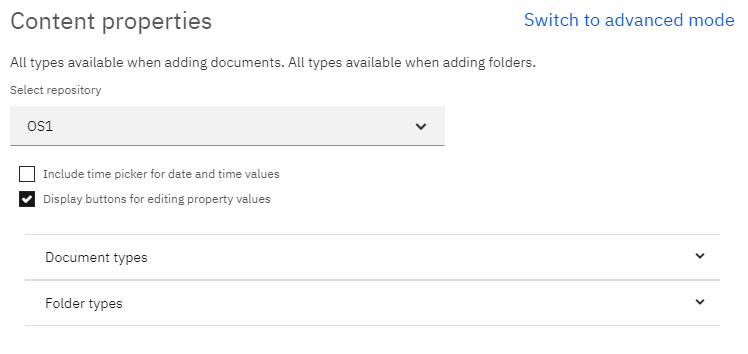 Content properties
Switch to advanced mode
All types available when adding documents. All types available when adding folders.
Select repository
OS1
Include time picker for date and time values
Display buttons for editing property values
Document types
Folder types